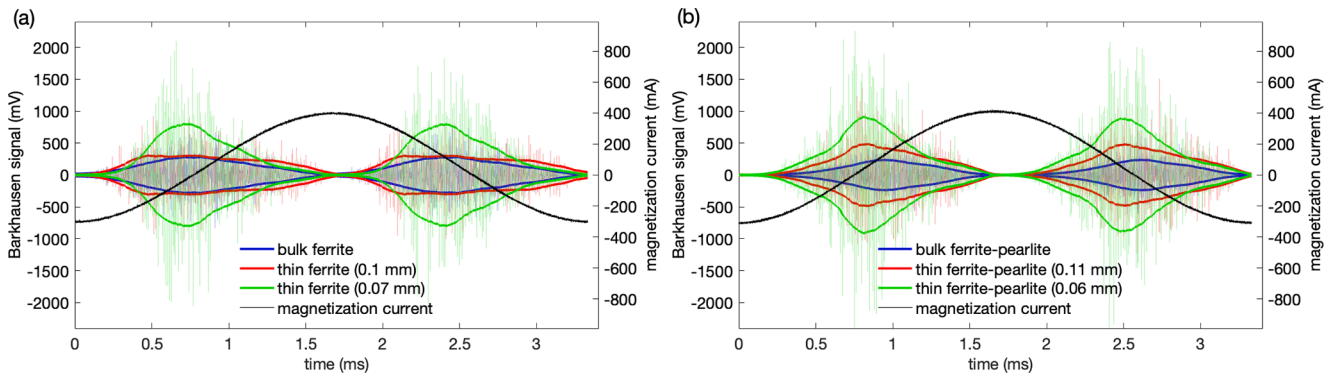 (a)
Barkhausen signal (mV)
2000
1500
1000
500
0
-500
-1000
-1500
-2000
800
600
400
200
0
-200
-400
-600
-800
magnetization current (mA)
bulk ferrite
thin ferrite (0.1 mm)
thin ferrite (0.07 mm)
magnetization current
0 0.5 1 1.5 2 2.5 3
time (ms)
(b)
Barkhausen signal (mV)
2000
1500
1000
500
0
-500
-1000
-1500
-2000
800
600
400
200
0
-200
-400
-600
-800
magnetization current (mA)
bulk ferrite-pearlite
thin ferrite-pearlite (0.11 mm)
thin ferrite-pearlite (0.06 mm)
magnetization current
0 0.5 1 1.5 2 2.5 3
time (ms)